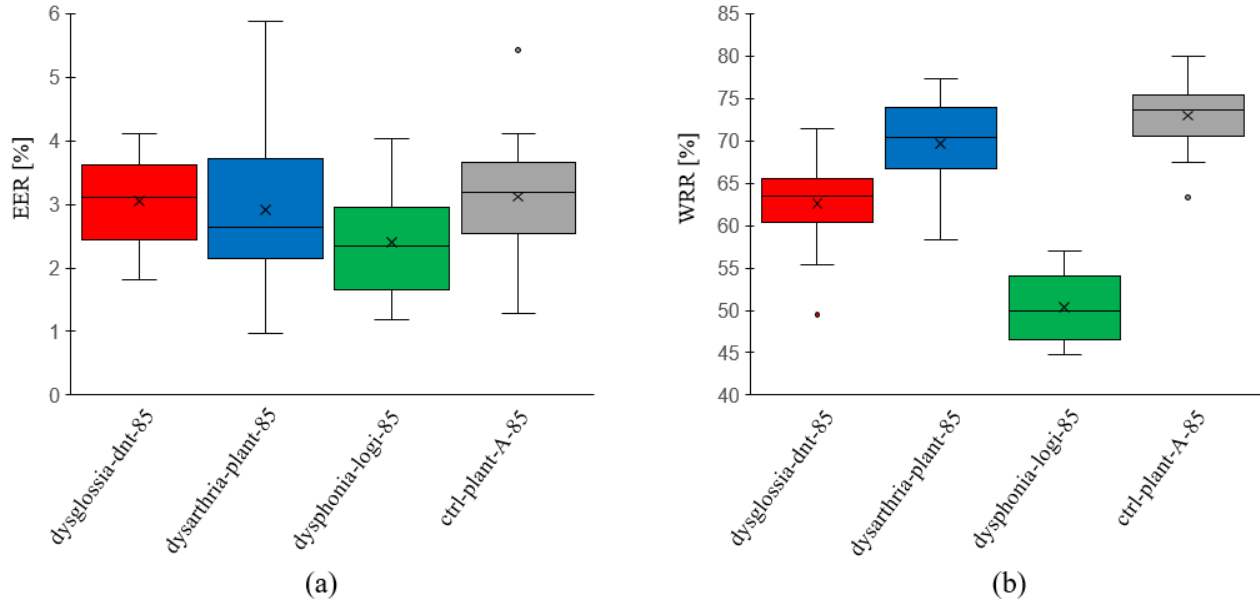 EER [%]
6
5
4
3
2
1
0
dysglossia-dnt-85
dysarthria-plant-85
dysphonia-logi-85
ctrl-plant-A-85
(a)
WRR [%]
85
80
75
70
65
60
55
50
45
40
dysglossia-dnt-85
dysarthria-plant-85
dysphonia-logi-85
ctrl-plant-A-85
(b)